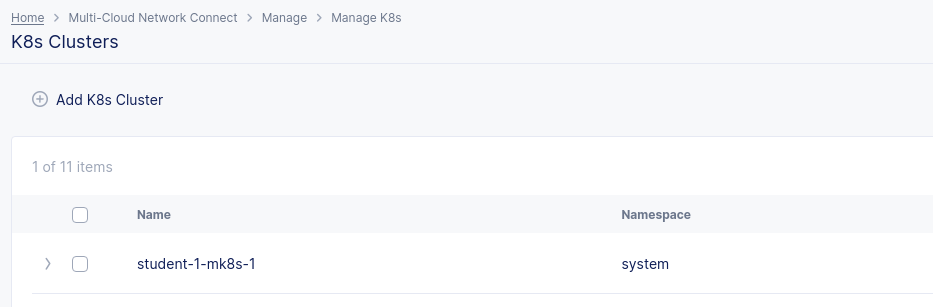 Home > Multi-Cloud Network Connect > Manage > Manage K8s
K8s Clusters
Add K8s Cluster
1 of 11 items
Name Namespace
student-1-mk8s-1 system